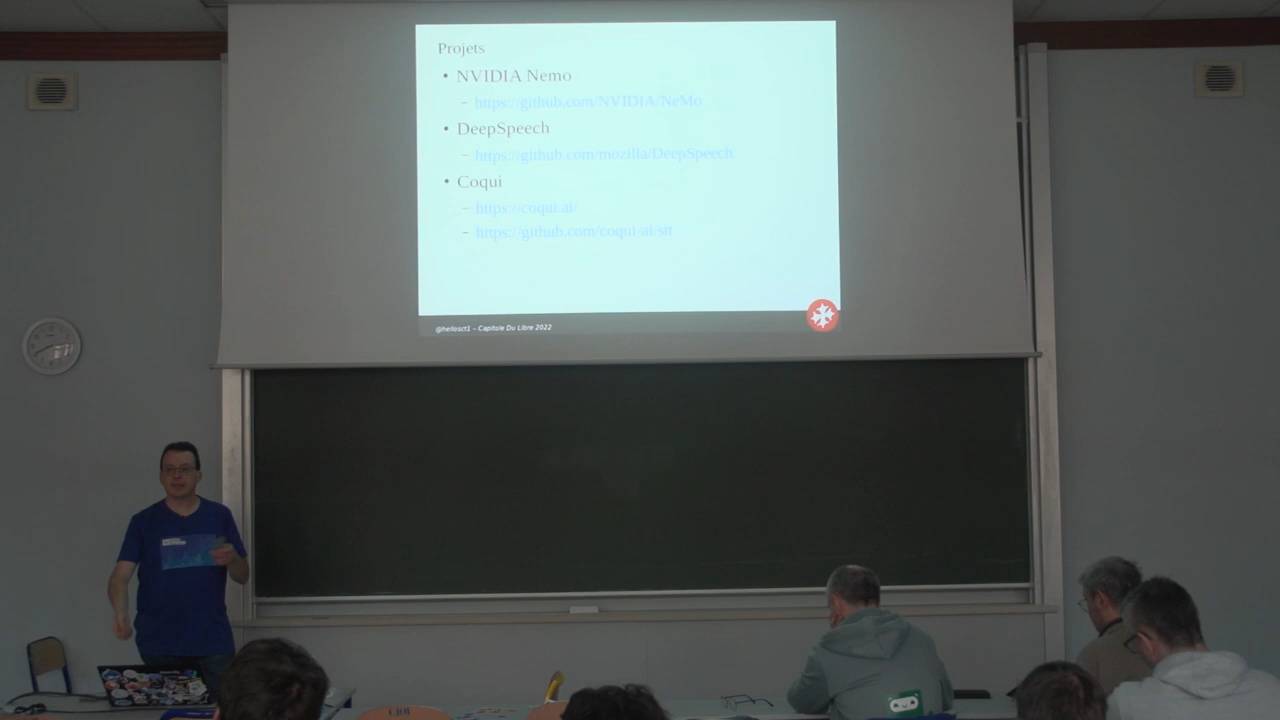 Projets
• NVIDIA Nemo
– https://github.com/NVIDIA/NeMo
• DeepSpeech
– https://github.com/mozilla/DeepSpeech
• Coqui
– https://coqui.ai/
– https://github.com/coqui-ai/stt
@hellosct1 – Capitole Du Libre 2022